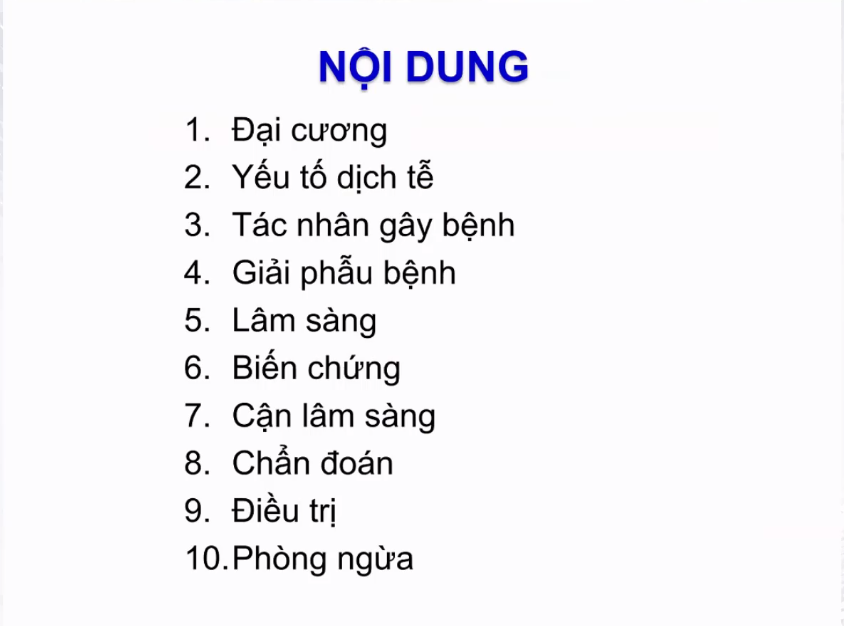 NỘI DUNG
1. Đại cương
2. Yếu tố dịch tễ
3. Tác nhân gây bệnh
4. Giải phẫu bệnh
5. Lâm sàng
6. Biến chứng
7. Cận lâm sàng
8. Chẩn đoán
9. Điều trị
10.Phòng ngừa